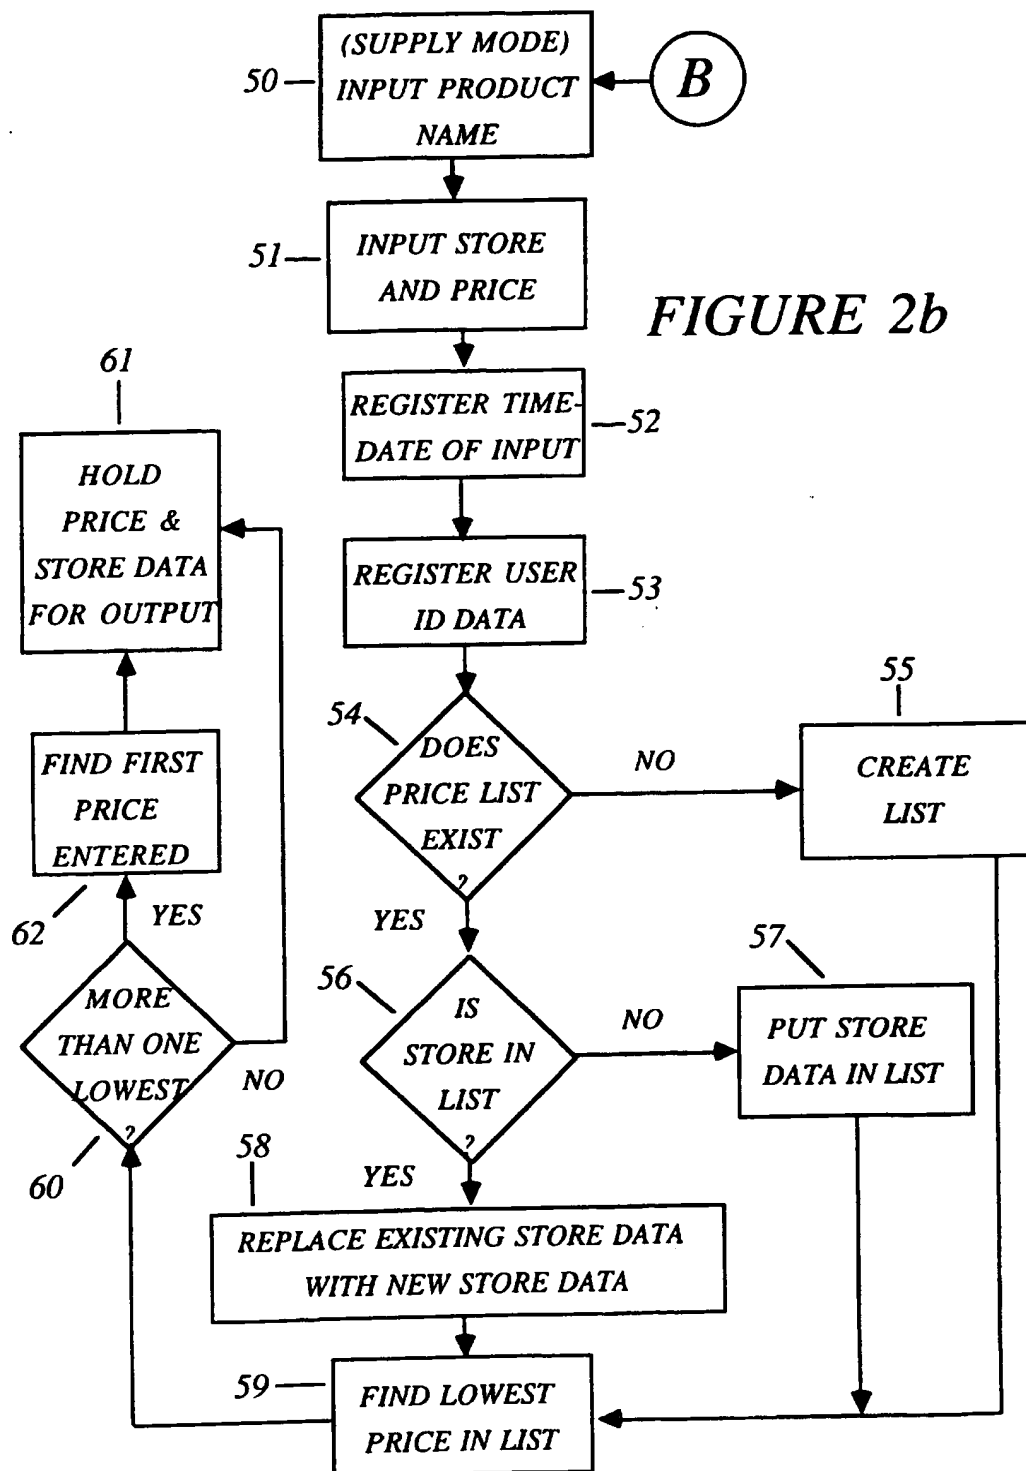 (SUPPLY MODE)
INPUT PRODUCT
NAME
50
B
INPUT STORE
AND PRICE
51
FIGURE 2b
REGISTER TIME-
DATE OF INPUT
52
REGISTER USER
ID DATA
53
61
HOLD
PRICE &
STORE DATA
FOR OUTPUT
54
DOES
PRICE LIST
EXIST
?
NO
55
CREATE
LIST
FIND FIRST
PRICE
ENTERED
62
YES
YES
56
IS
STORE IN
LIST
?
NO
57
PUT STORE
DATA IN LIST
MORE
THAN ONE
LOWEST
?
NO
60
YES
58
REPLACE EXISTING STORE DATA
WITH NEW STORE DATA
59
FIND LOWEST
PRICE IN LIST